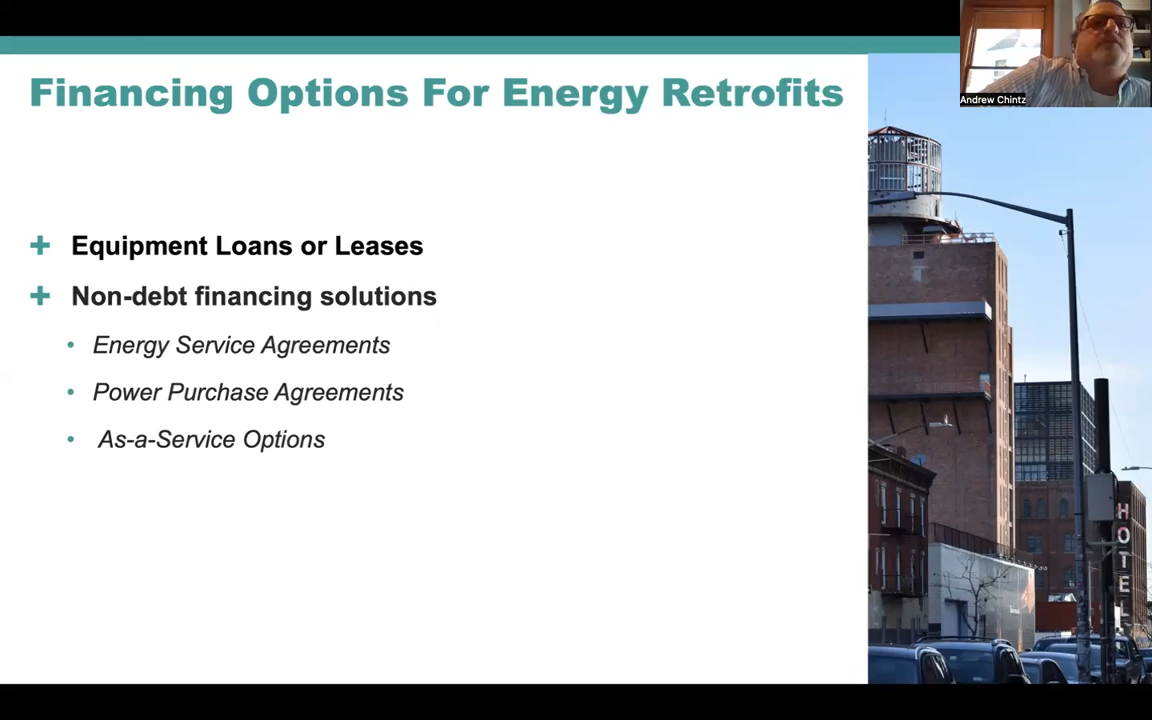 Financing Options For Energy Retrofits
Andrew Chintz
+ Equipment Loans or Leases
+ Non-debt financing solutions
• Energy Service Agreements
• Power Purchase Agreements
• As-a-Service Options
HOTEL